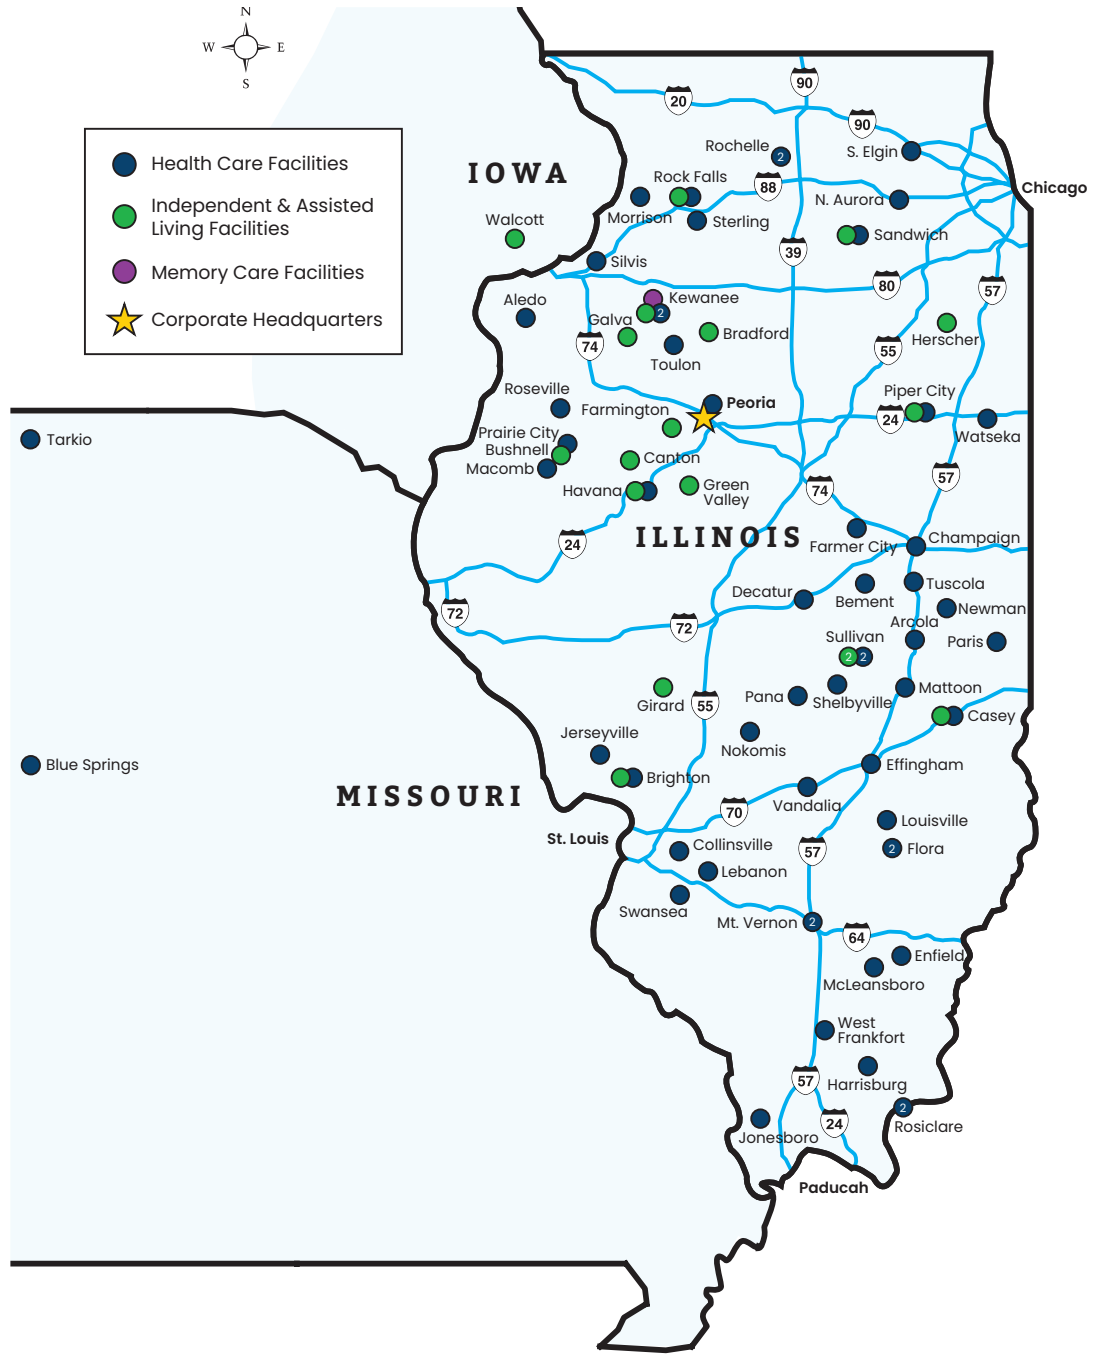 N
W E
S
Health Care Facilities
Independent & Assisted
Living Facilities
Memory Care Facilities
Corporate Headquarters
IOWA
ILLINOIS
MISSOURI
90
20
90
Rochelle
2
S. Elgin
Chicago
Rock Falls
88
Morrison
Sterling
N. Aurora
Walcott
Sandwich
39
Silvis
80
57
Aledo
Kewanee
2
Galva
Bradford
Herscher
74
Toulon
55
Roseville
Farmington
Peoria
Piper City
24
Watseka
Tarkio
Prairie City
Bushnell
Macomb
Canton
Havana
Green
Valley
57
74
24
Farmer City
Champaign
Decatur
Bement
Tuscola
Newman
72
72
Arcola
Sullivan
2
2
Paris
Girard
55
Pana
Shelbyville
Mattoon
Casey
Jerseyville
Nokomis
Blue Springs
Brighton
Effingham
Vandalia
70
St. Louis
Louisville
Collinsville
57
2
Flora
Lebanon
Swansea
Mt. Vernon
2
64
Enfield
McLeansboro
West
Frankfort
57
Harrisburg
24
2
Rosiclare
Jonesboro
Paducah